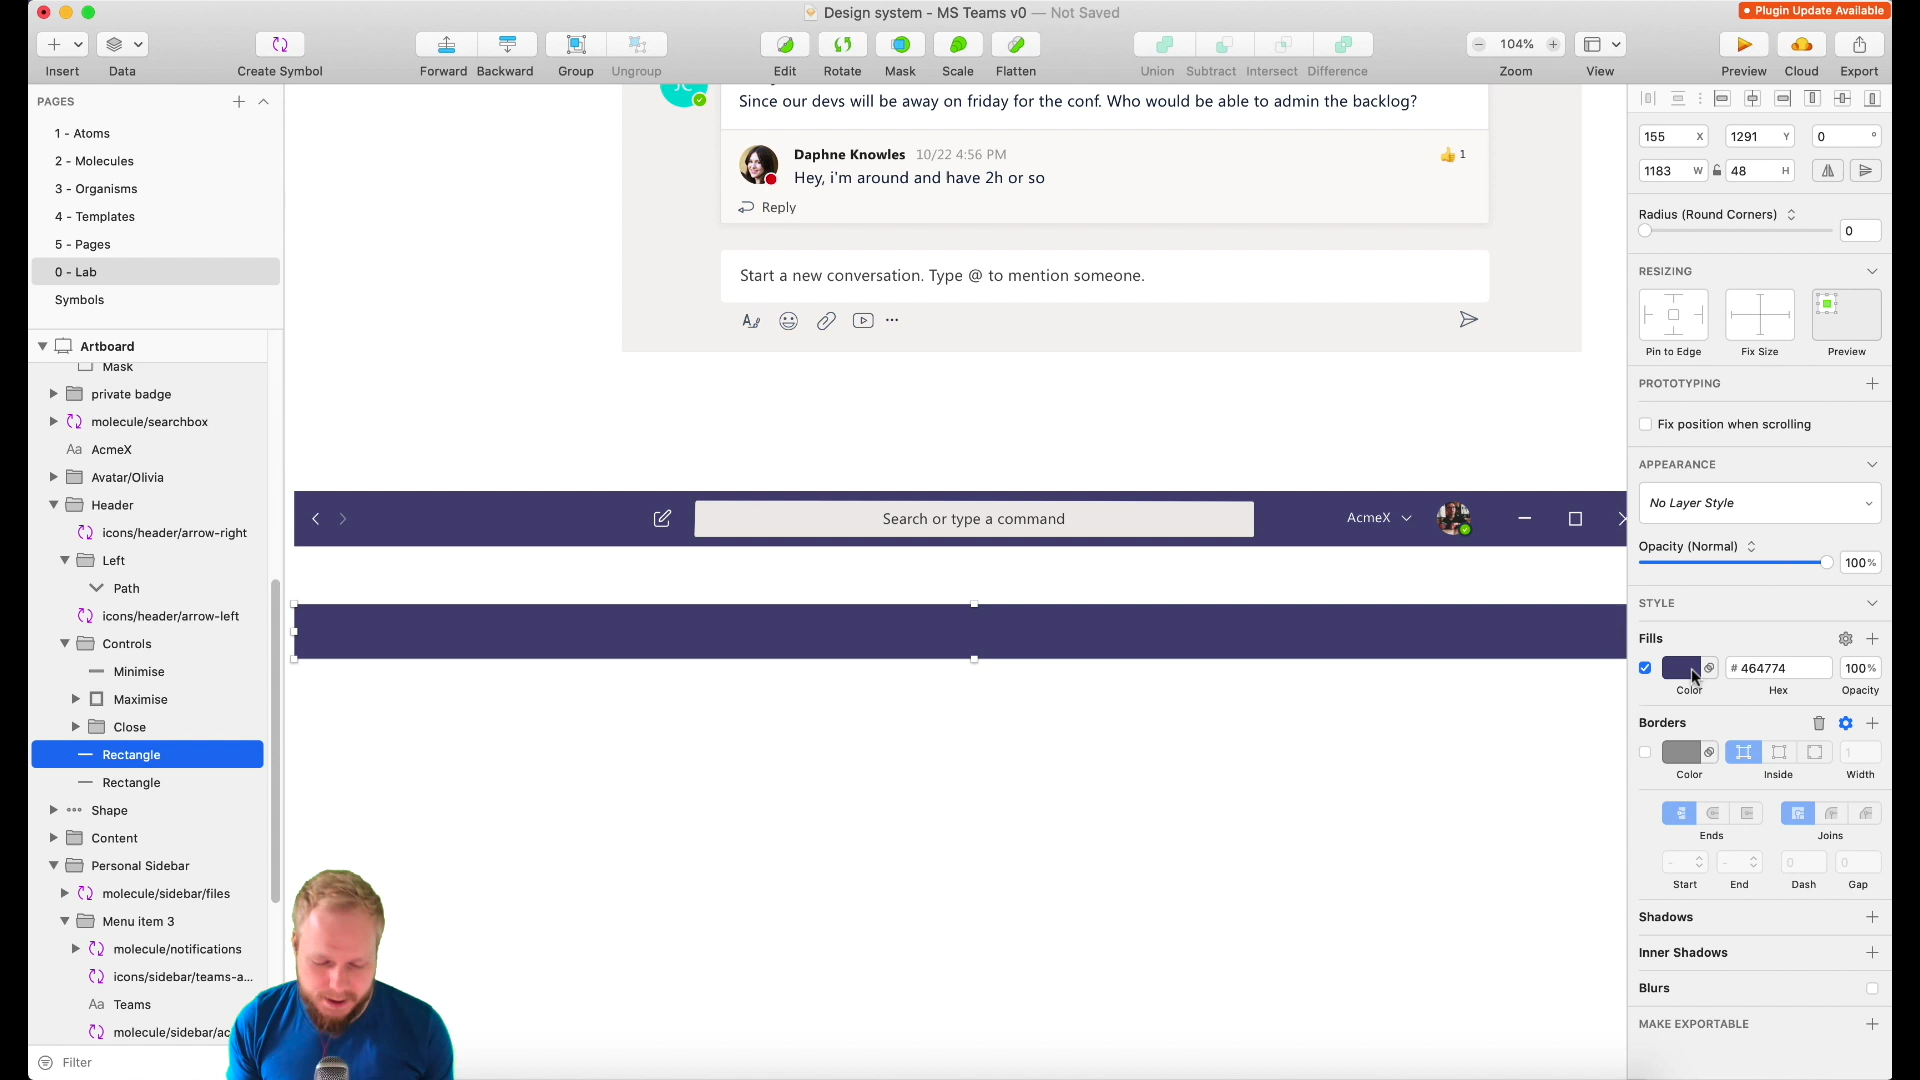 Design system - MS Teams v0 — Not Saved
Plugin Update Available
Insert
Data
Create Symbol
Forward
Backward
Group
Ungroup
Edit
Rotate
Mask
Scale
Flatten
Union
Subtract
Intersect
Difference
104%
Zoom
View
Preview
Cloud
Export
PAGES
1 - Atoms
2 - Molecules
3 - Organisms
4 - Templates
5 - Pages
0 - Lab
Symbols
Artboard
Mask
private badge
molecule/searchbox
Aa AcmeX
Avatar/Olivia
Header
icons/header/arrow-right
Left
Path
icons/header/arrow-left
Controls
Minimise
Maximise
Close
Rectangle
Rectangle
Shape
Content
Personal Sidebar
molecule/sidebar/files
Menu item 3
molecule/notifications
icons/sidebar/teams-a...
Aa Teams
molecule/sidebar/ac
Filter
Since our devs will be away on friday for the conf. Who would be able to admin the backlog?
Daphne Knowles 10/22 4:56 PM
1
Hey, i'm around and have 2h or so
Reply
Start a new conversation. Type @ to mention someone.
Search or type a command
AcmeX
155 X
1291 Y
0 °
1183 W
48 H
Radius (Round Corners)
0
RESIZING
Pin to Edge
Fix Size
Preview
PROTOTYPING
Fix position when scrolling
APPEARANCE
No Layer Style
Opacity (Normal)
100%
STYLE
Fills
# 464774
100%
Color
Hex
Opacity
Borders
1
Color
Inside
Width
Ends
Joins
-
-
0
0
Start
End
Dash
Gap
Shadows
Inner Shadows
Blurs
MAKE EXPORTABLE